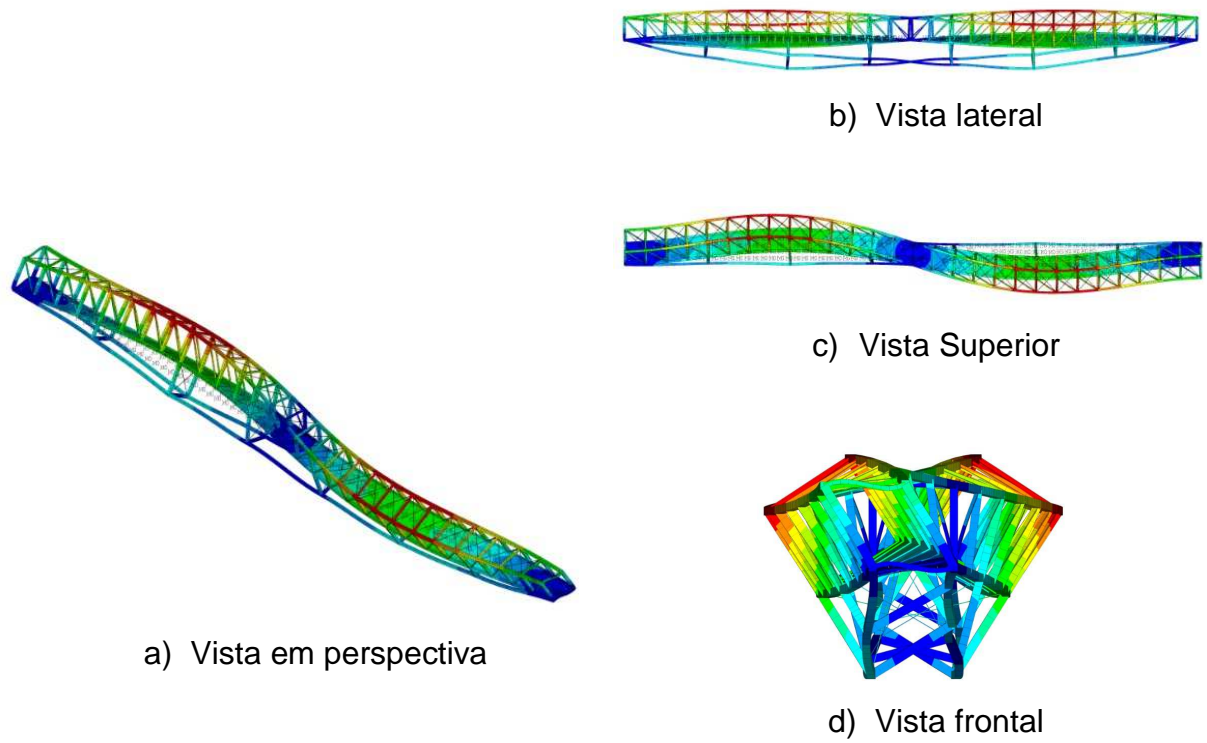 b) Vista lateral
c) Vista Superior
a) Vista em perspectiva
d) Vista frontal